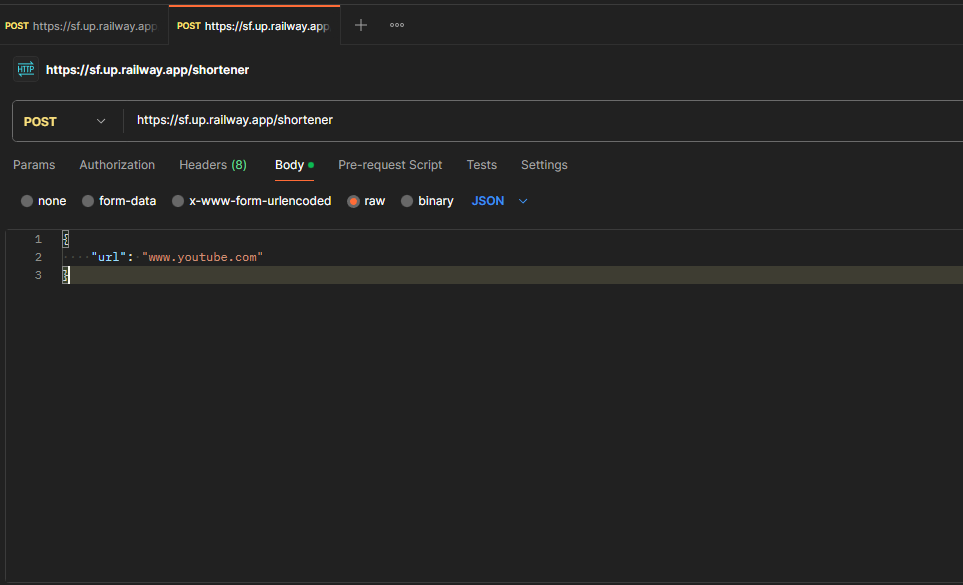 POST https://sf.up.railway.app POST https://sf.up.railway.app
HTTP https://sf.up.railway.app/shortener
POST https://sf.up.railway.app/shortener
Params Authorization Headers (8) Body Pre-request Script Tests Settings
none form-data x-www-form-urlencoded raw binary JSON
1 {
2 "url": "www.youtube.com"
3 }